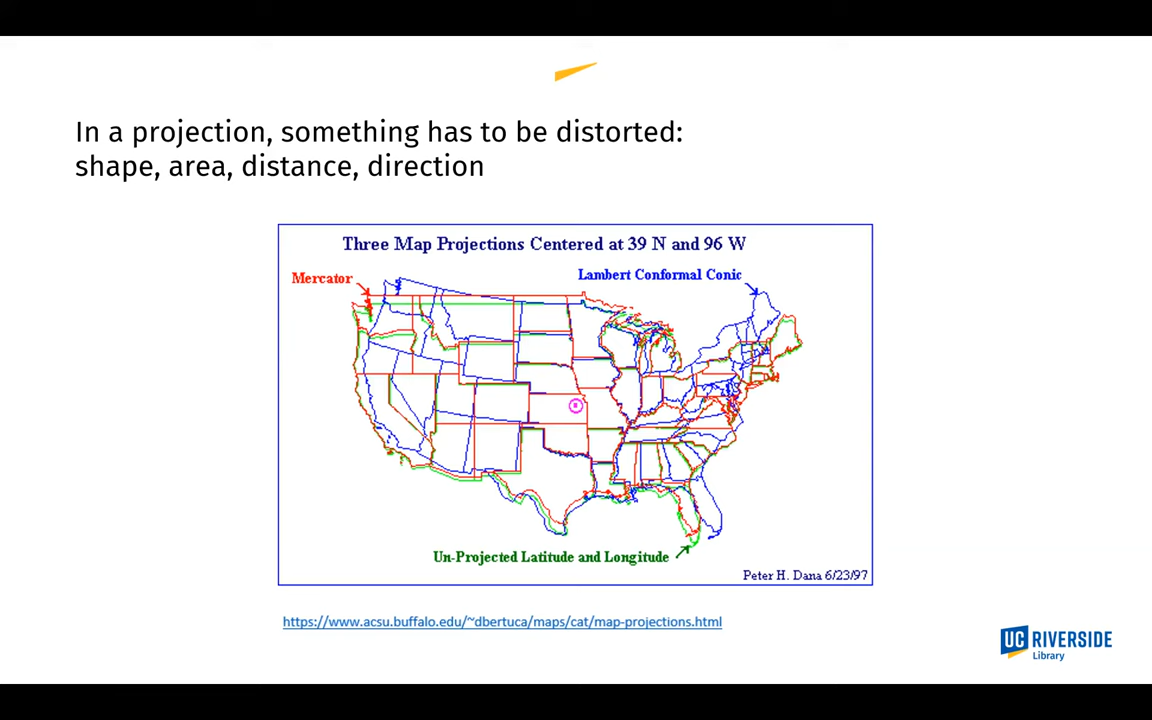 In a projection, something has to be distorted:
shape, area, distance, direction
Three Map Projections Centered at 39 N and 96 W
Mercator
Lambert Conformal Conic
Un-Projected Latitude and Longitude
Peter H. Dana 6/23/97
https://www.acsu.buffalo.edu/~dbertuca/maps/cat/map-projections.html
UC RIVERSIDE
Library